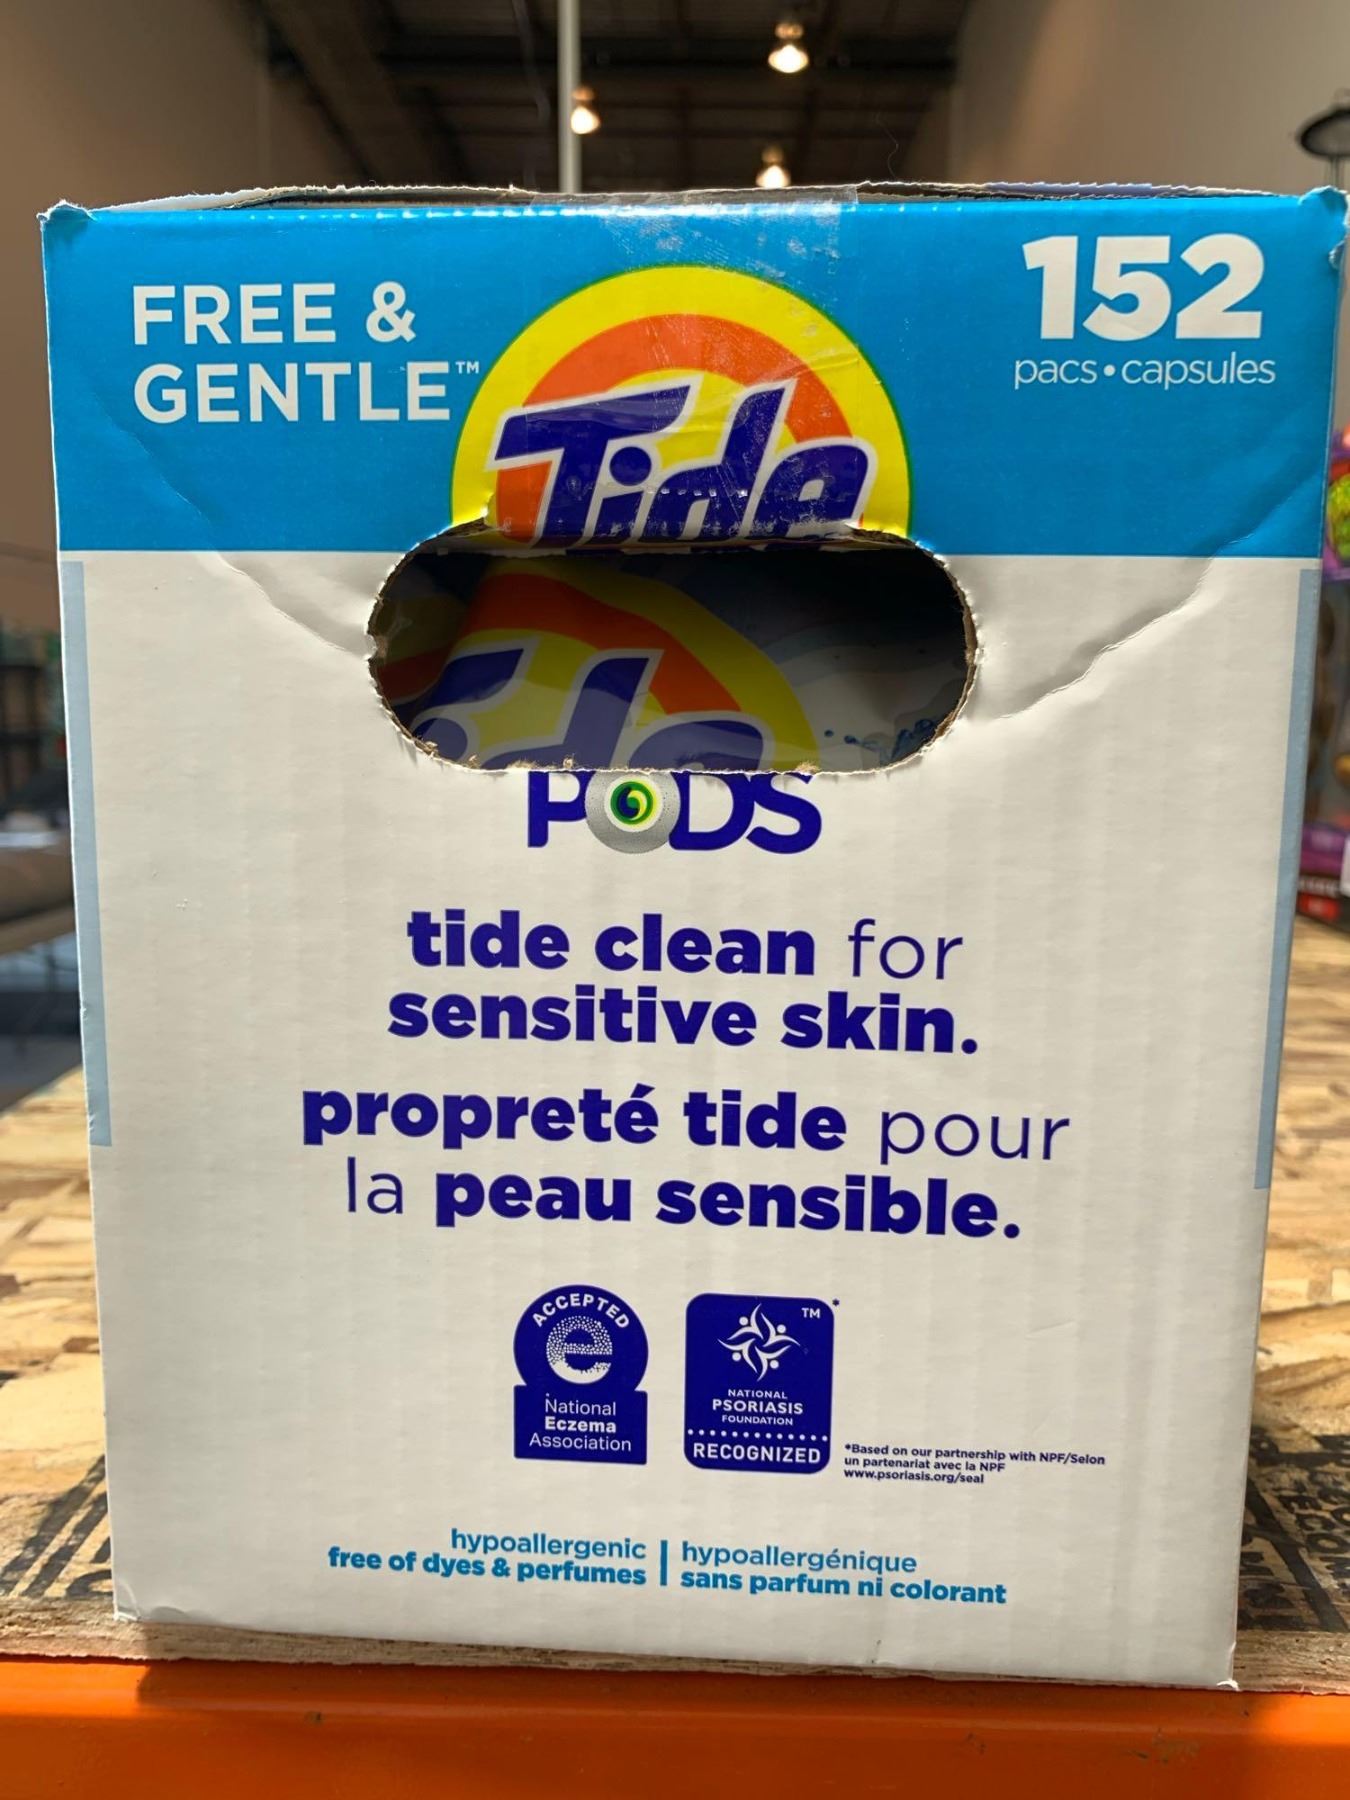 FREE &
GENTLE™
152
pacs • capsules
Tide
PODS
tide clean for
sensitive skin.
propreté tide pour
la peau sensible.
ACCEPTED
e
National
Eczema
Association
TM *
NATIONAL
PSORIASIS
FOUNDATION
RECOGNIZED
*Based on our partnership with NPF/Selon
un partenariat avec la NPF
www.psoriasis.org/seal
hypoallergenic
free of dyes & perfumes
hypoallergénique
sans parfum ni colorant